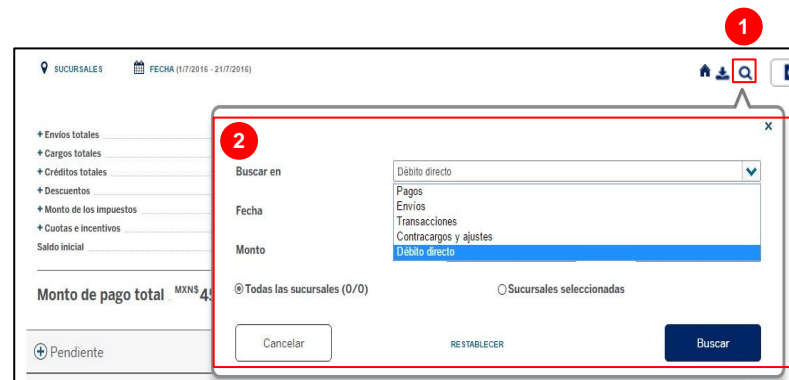 1
SUCURSALES FECHA (1/7/2016 - 21/7/2016)
x
2
+ Envíos totales
+ Cargos totales
+ Créditos totales
+ Descuentos
+ Monto de los impuestos
+ Cuotas e incentivos
Saldo inicial
Monto de pago total MXN$
Pendiente
Buscar en Débito directo
Pagos
Envíos
Transacciones
Contracargos y ajustes
Débito directo
Fecha
Monto
Todas las sucursales (0/0) Sucursales seleccionadas
Cancelar RESTABLECER Buscar